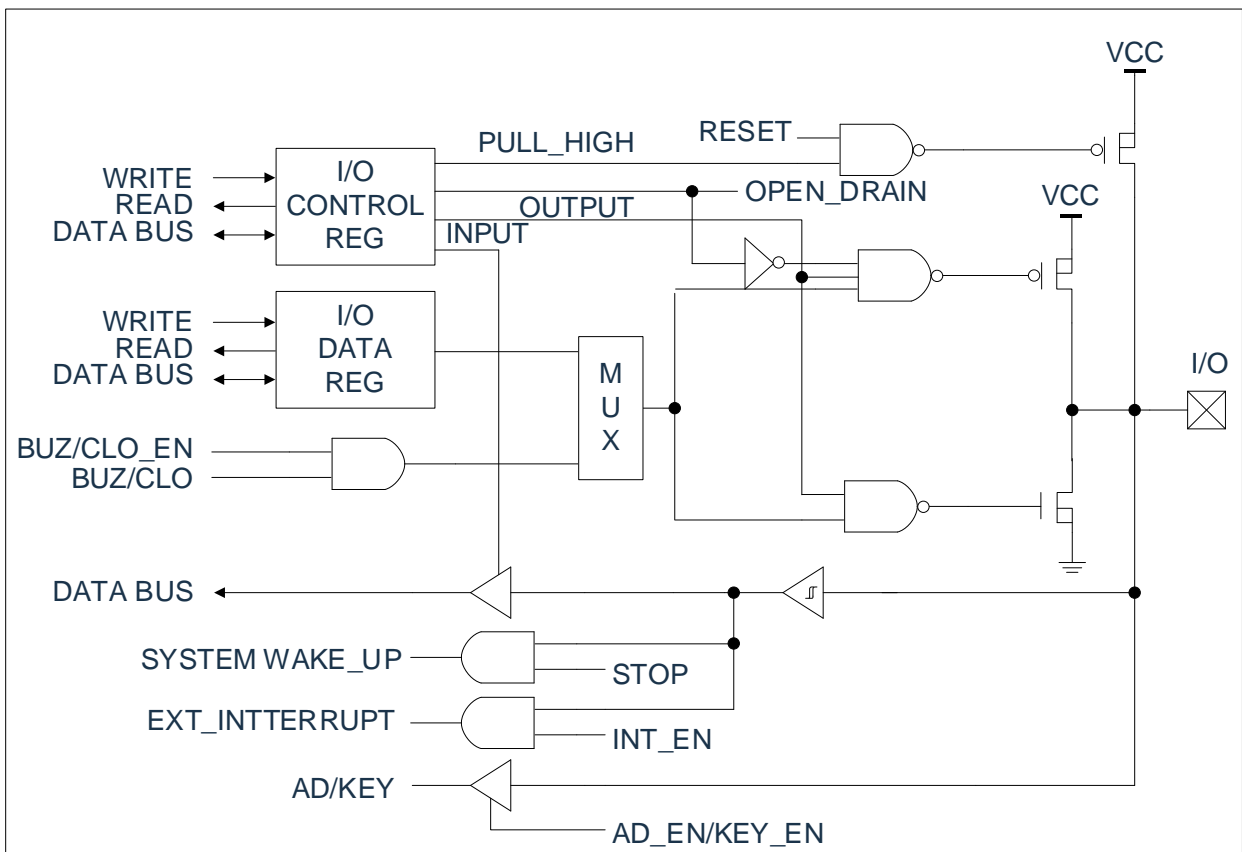 VCC
RESET
PULL_HIGH
WRITE
READ
DATA BUS
I/O
CONTROL
REG
OPEN_DRAIN
OUTPUT
INPUT
VCC
WRITE
READ
DATA BUS
I/O
DATA
REG
M
U
X
I/O
BUZ/CLO_EN
BUZ/CLO
DATA BUS
SYSTEM WAKE_UP
STOP
EXT_INTTERRUPT
INT_EN
AD/KEY
AD_EN/KEY_EN